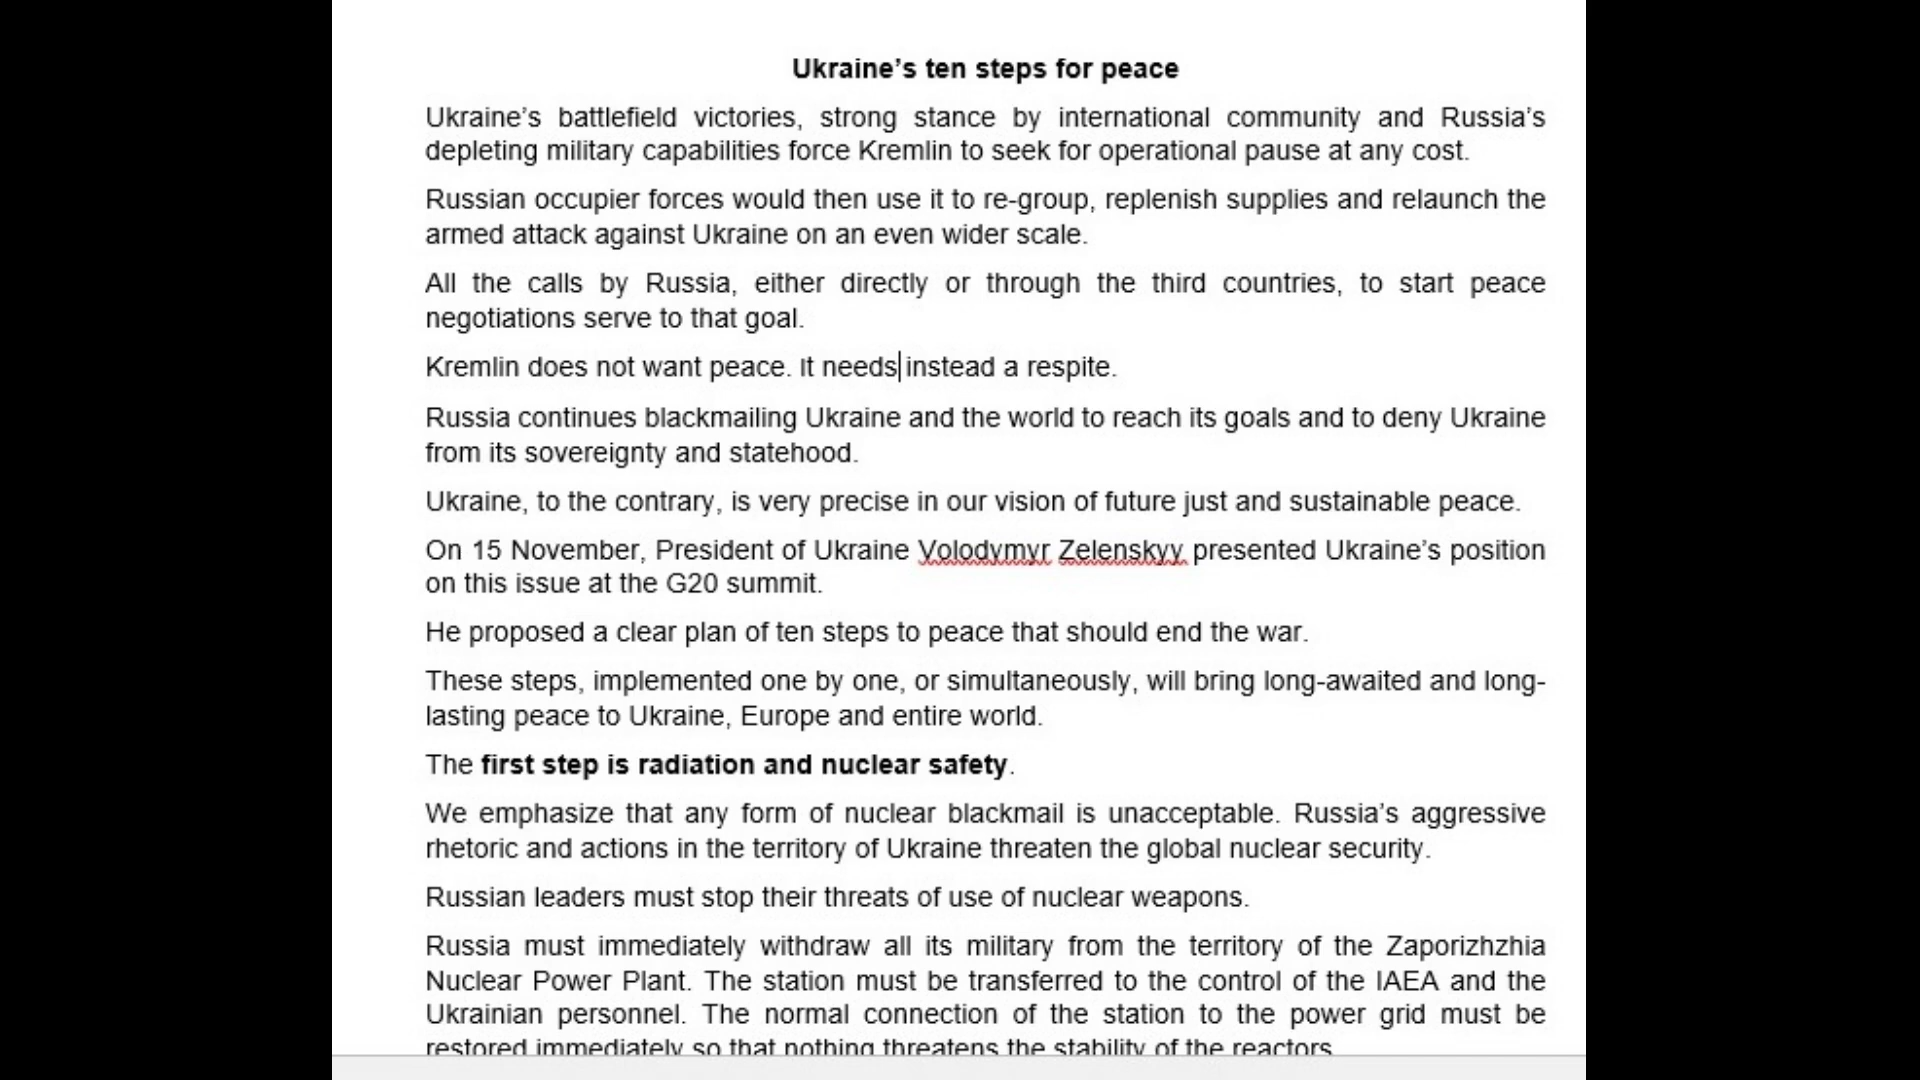 Ukraine’s ten steps for peace
Ukraine’s battlefield victories, strong stance by international community and Russia’s
depleting military capabilities force Kremlin to seek for operational pause at any cost.
Russian occupier forces would then use it to re-group, replenish supplies and relaunch the
armed attack against Ukraine on an even wider scale.
All the calls by Russia, either directly or through the third countries, to start peace
negotiations serve to that goal.
Kremlin does not want peace. It needs instead a respite.
Russia continues blackmailing Ukraine and the world to reach its goals and to deny Ukraine
from its sovereignty and statehood.
Ukraine, to the contrary, is very precise in our vision of future just and sustainable peace.
On 15 November, President of Ukraine Volodymyr Zelenskyy presented Ukraine’s position
on this issue at the G20 summit.
He proposed a clear plan of ten steps to peace that should end the war.
These steps, implemented one by one, or simultaneously, will bring long-awaited and long-
lasting peace to Ukraine, Europe and entire world.
The first step is radiation and nuclear safety.
We emphasize that any form of nuclear blackmail is unacceptable. Russia’s aggressive
rhetoric and actions in the territory of Ukraine threaten the global nuclear security.
Russian leaders must stop their threats of use of nuclear weapons.
Russia must immediately withdraw all its military from the territory of the Zaporizhzhia
Nuclear Power Plant. The station must be transferred to the control of the IAEA and the
Ukrainian personnel. The normal connection of the station to the power grid must be
restored immediately so that nothing threatens the stability of the reactors.